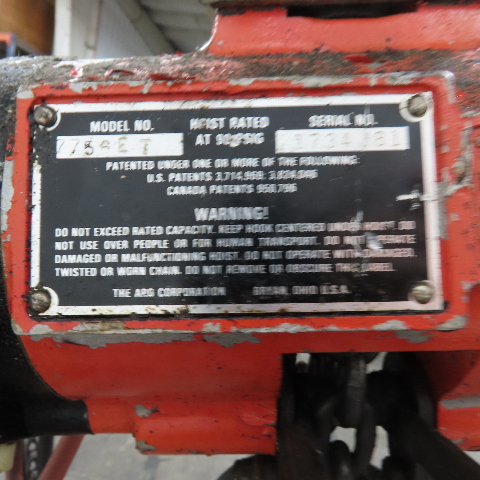 MODEL NO. HOIST RATED SERIAL NO.
AT 90 PSIG
PATENTED UNDER ONE OR MORE OF THE FOLLOWING:
U.S. PATENTS 3,714,969; 3,824,046
CANADA PATENTS 950,796
WARNING!
DO NOT EXCEED RATED CAPACITY. KEEP HOOK CENTERED UNDER HOIST. DO
NOT USE OVER PEOPLE OR FOR HUMAN TRANSPORT. DO NOT OPERATE
DAMAGED OR MALFUNCTIONING HOIST. DO NOT OPERATE WITH DAMAGED,
TWISTED OR WORN CHAIN. DO NOT REMOVE OR OBSCURE THIS LABEL.
THE ARO CORPORATION BRYAN, OHIO U.S.A.